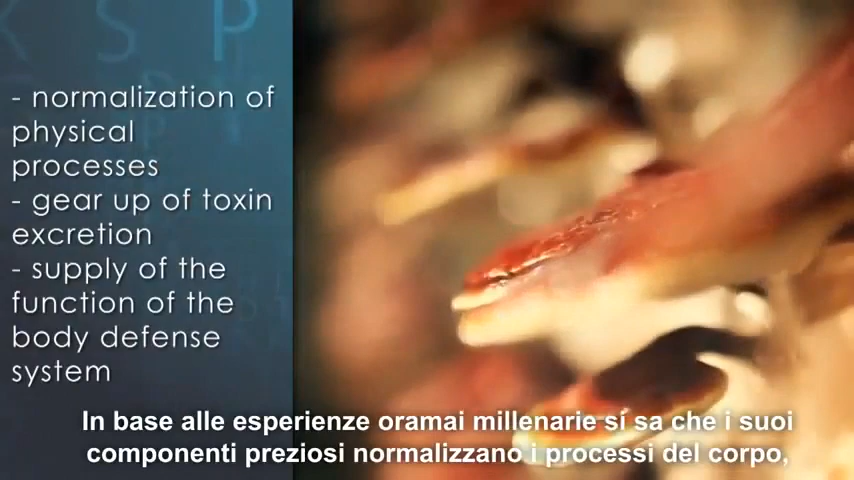 K S P
- normalization of
physical
processes
- gear up of toxin
excretion
- supply of the
function of the
body defense
system
In base alle esperienze oramai millenarie sí sa che i suoi
componenti preziosi normalizzano i processi del corpo,